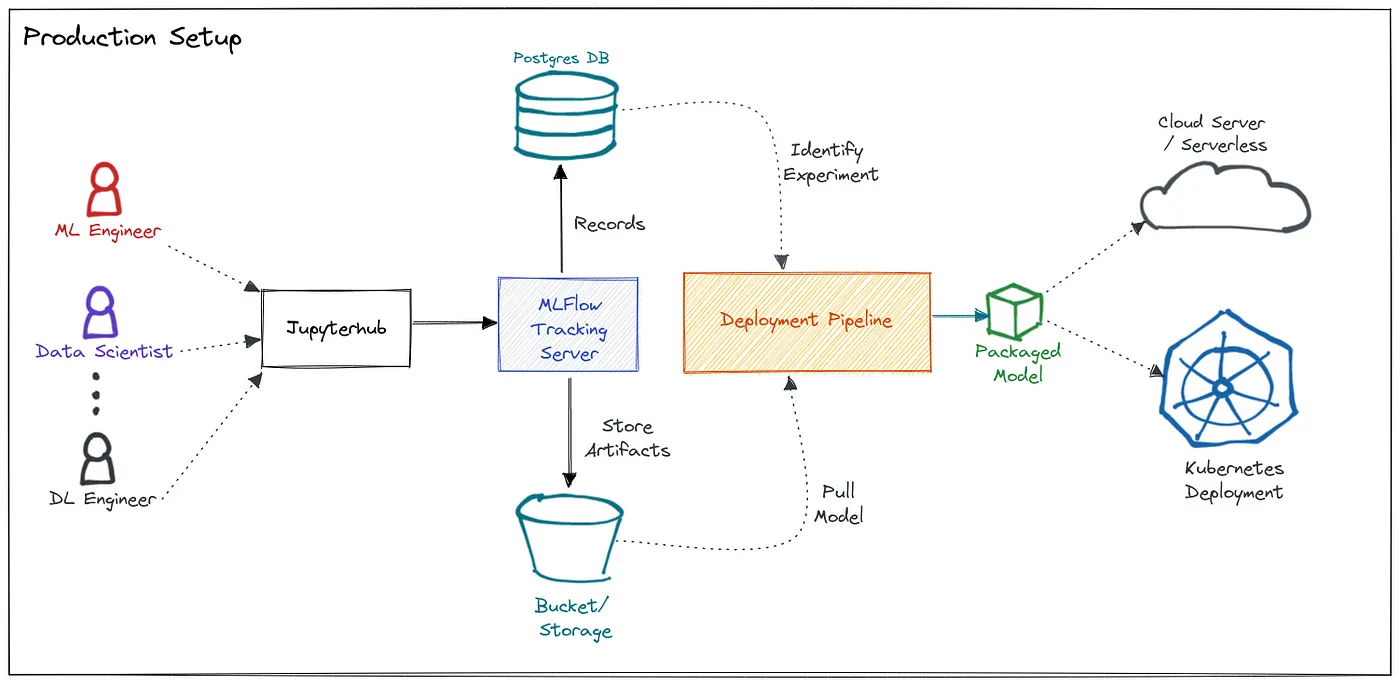 Production Setup
Postgres DB
Cloud Server
/ Serverless
Identify
Experiment
ML Engineer
Records
Data Scientist
Jupyterhub
MLFlow
Tracking
Server
Deployment Pipeline
Packaged
Model
Store
Artifacts
DL Engineer
Pull
Model
Kubernetes
Deployment
Bucket/
Storage